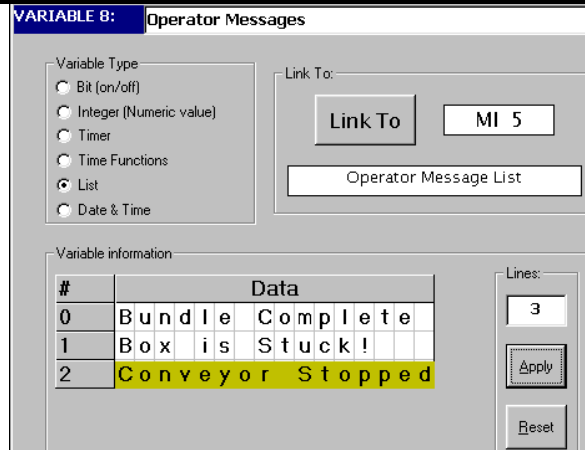 VARIABLE 8: Operator Messages
Variable Type
Bit (on/off)
Integer (Numeric value)
Timer
Time Functions
List
Date & Time
Link To:
Link To MI 5
Operator Message List
Variable information
# Data
0 Bundle Complete
1 Box is Stuck!
2 Conveyor Stopped
Lines:
3
Apply
Reset